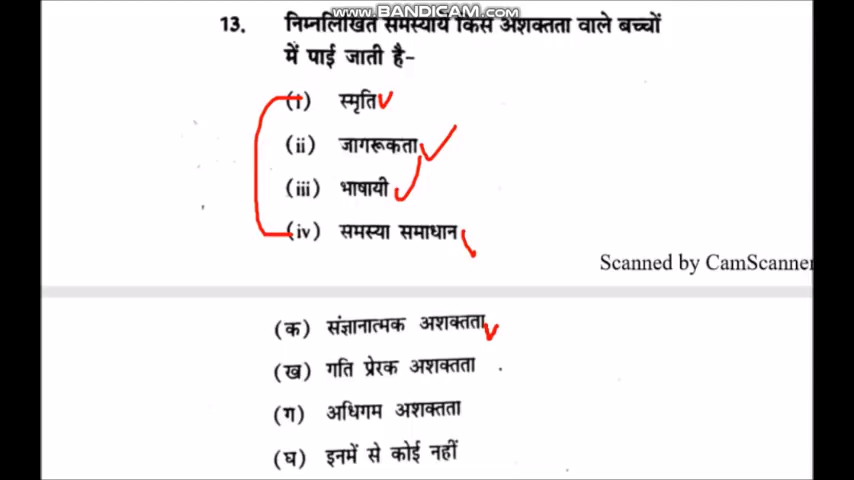 www.BANDICAM.com
13. निम्नलिखित समस्यायें किस अशक्तता वाले बच्चों
में पाई जाती है-
(i) स्मृति
(ii) जागरूकता
(iii) भाषायी
(iv) समस्या समाधान
Scanned by CamScanner
(क) संज्ञानात्मक अशक्तता
(ख) गति प्रेरक अशक्तता
(ग) अधिगम अशक्तता
(घ) इनमें से कोई नहीं